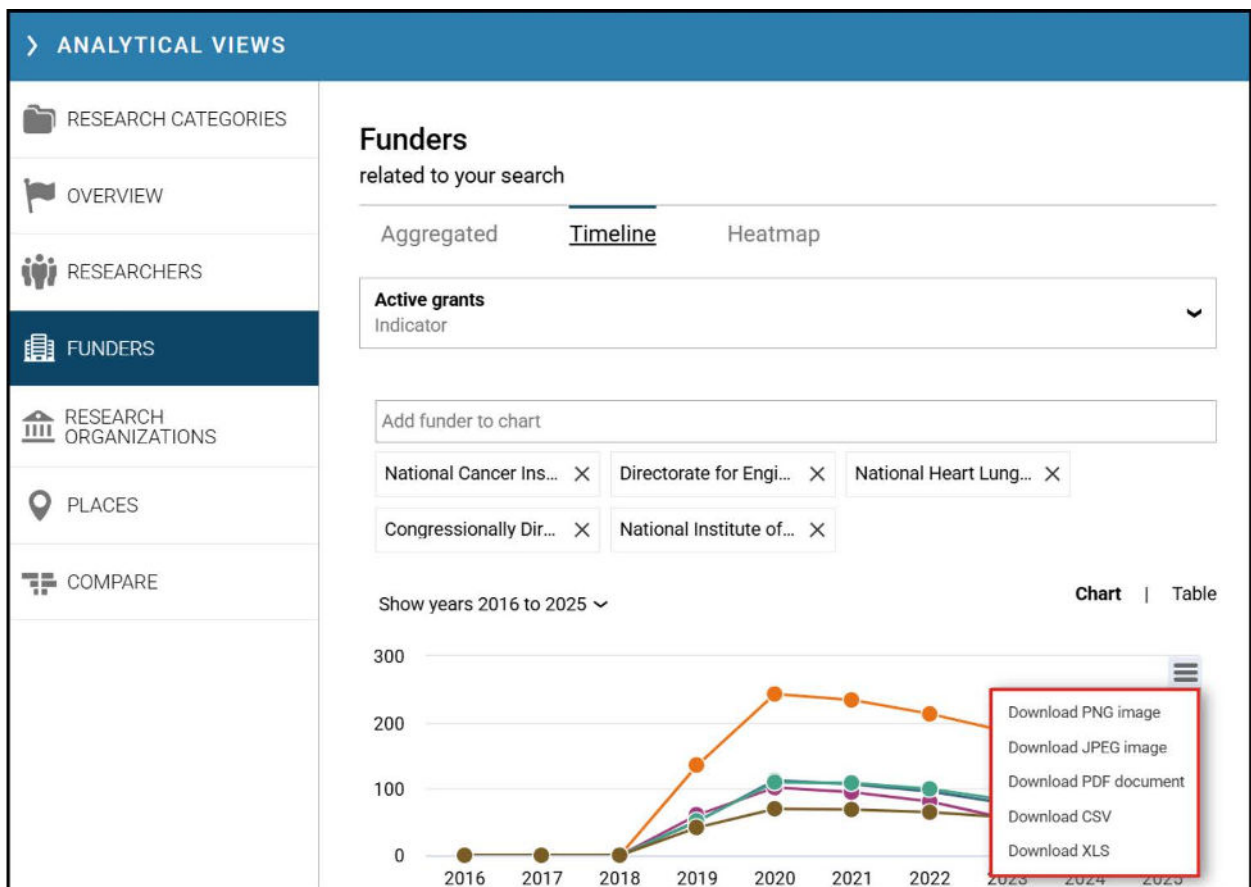 ANALYTICAL VIEWS
RESEARCH CATEGORIES
OVERVIEW
RESEARCHERS
FUNDERS
RESEARCH
ORGANIZATIONS
PLACES
COMPARE
Funders
related to your search
Aggregated Timeline Heatmap
Active grants
Indicator
Add funder to chart
National Cancer Ins... Directorate for Engi... National Heart Lung...
Congressionally Dir... National Institute of...
Show years 2016 to 2025
Chart | Table
300
200
100
0
Download PNG image
Download JPEG image
Download PDF document
Download CSV
Download XLS
2016 2017 2018 2019 2020 2021 2022 2023 2024 2025